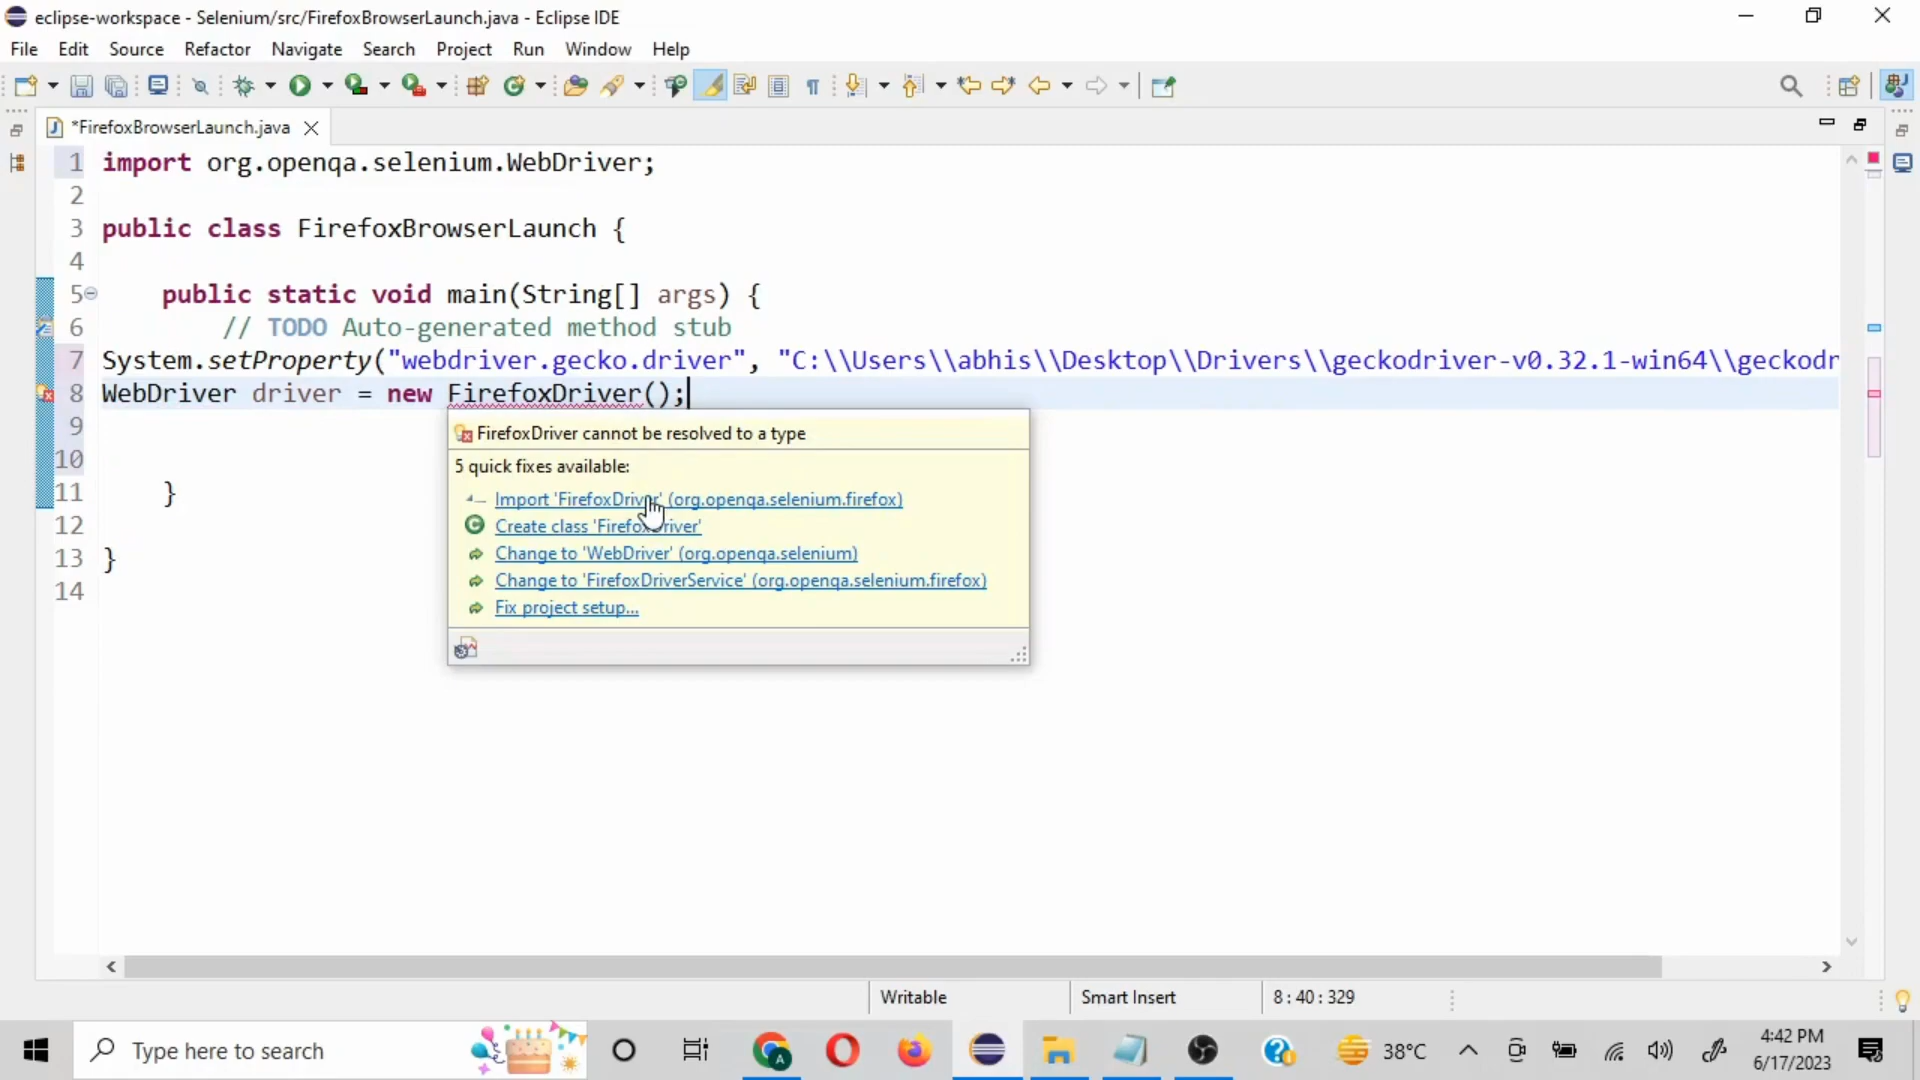 eclipse-workspace - Selenium/src/FirefoxBrowserLaunch.java - Eclipse IDE
File Edit Source Refactor Navigate Search Project Run Window Help
*FirefoxBrowserLaunch.java
1 import org.openqa.selenium.WebDriver;
2
3 public class FirefoxBrowserLaunch {
4
5 public static void main(String[] args) {
6 // TODO Auto-generated method stub
7 System.setProperty("webdriver.gecko.driver", "C:\\Users\\abhis\\Desktop\\Drivers\\geckodriver-v0.32.1-win64\\geckodr
8 WebDriver driver = new FirefoxDriver();
9
10
11 }
12
13 }
14
FirefoxDriver cannot be resolved to a type
5 quick fixes available:
Import 'FirefoxDriver' (org.openqa.selenium.firefox)
Create class 'FirefoxDriver'
Change to 'WebDriver' (org.openqa.selenium)
Change to 'FirefoxDriverService' (org.openqa.selenium.firefox)
Fix project setup...
Writable Smart Insert 8 : 40 : 329
Type here to search
38°C
4:42 PM
6/17/2023